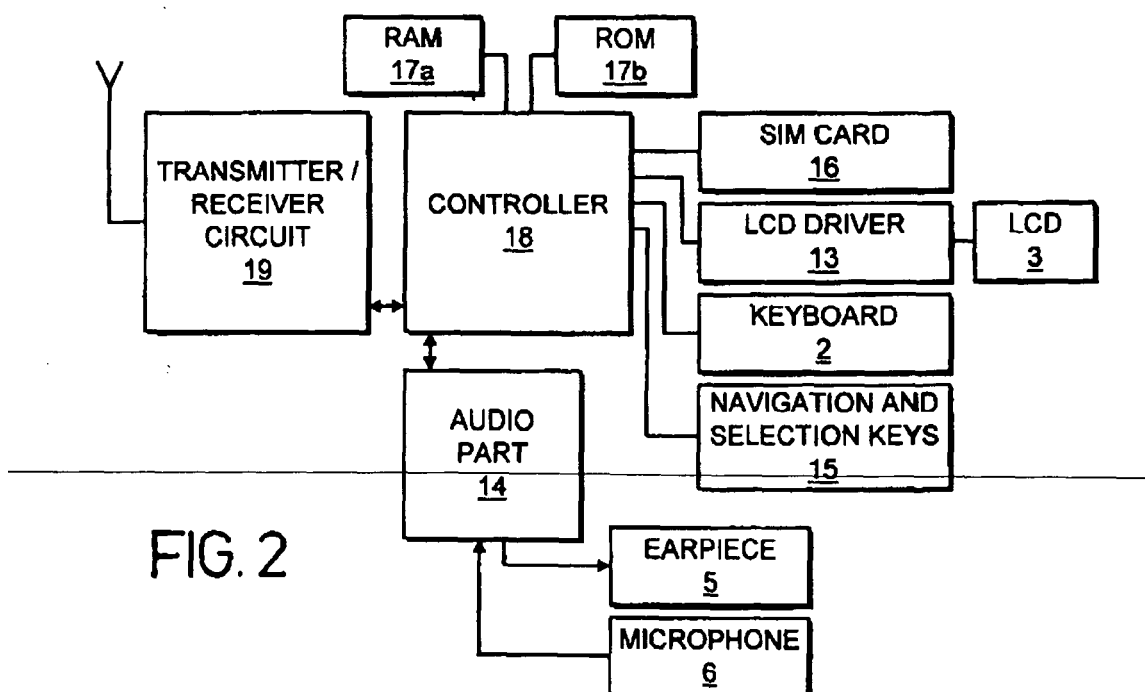 RAM
17a
ROM
17b
TRANSMITTER /
RECEIVER
CIRCUIT
19
CONTROLLER
18
SIM CARD
16
LCD DRIVER
13
LCD
3
KEYBOARD
2
NAVIGATION AND
SELECTION KEYS
15
AUDIO
PART
14
EARPIECE
5
MICROPHONE
6
FIG. 2